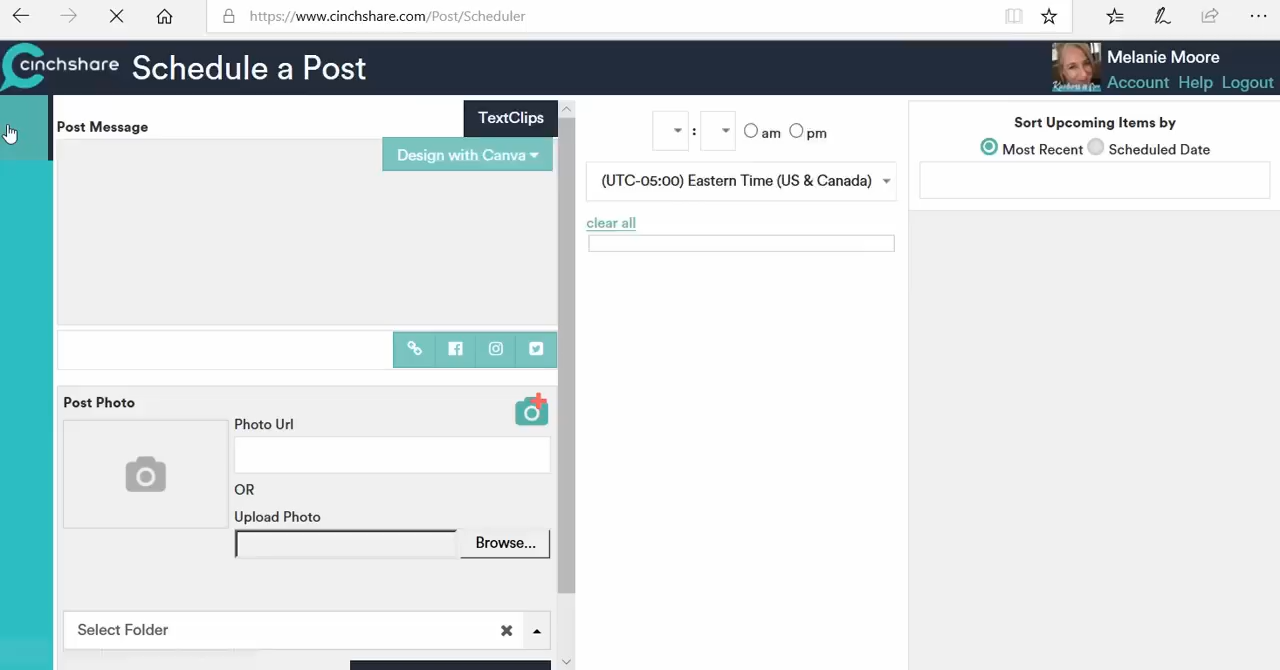 https://www.cinchshare.com/Post/Scheduler
cinchshare
Schedule a Post
Melanie Moore
Account Help Logout
TextClips
Post Message
Design with Canva
: am pm
(UTC-05:00) Eastern Time (US & Canada)
clear all
Sort Upcoming Items by
Most Recent Scheduled Date
Post Photo
Photo Url
OR
Upload Photo
Browse...
Select Folder